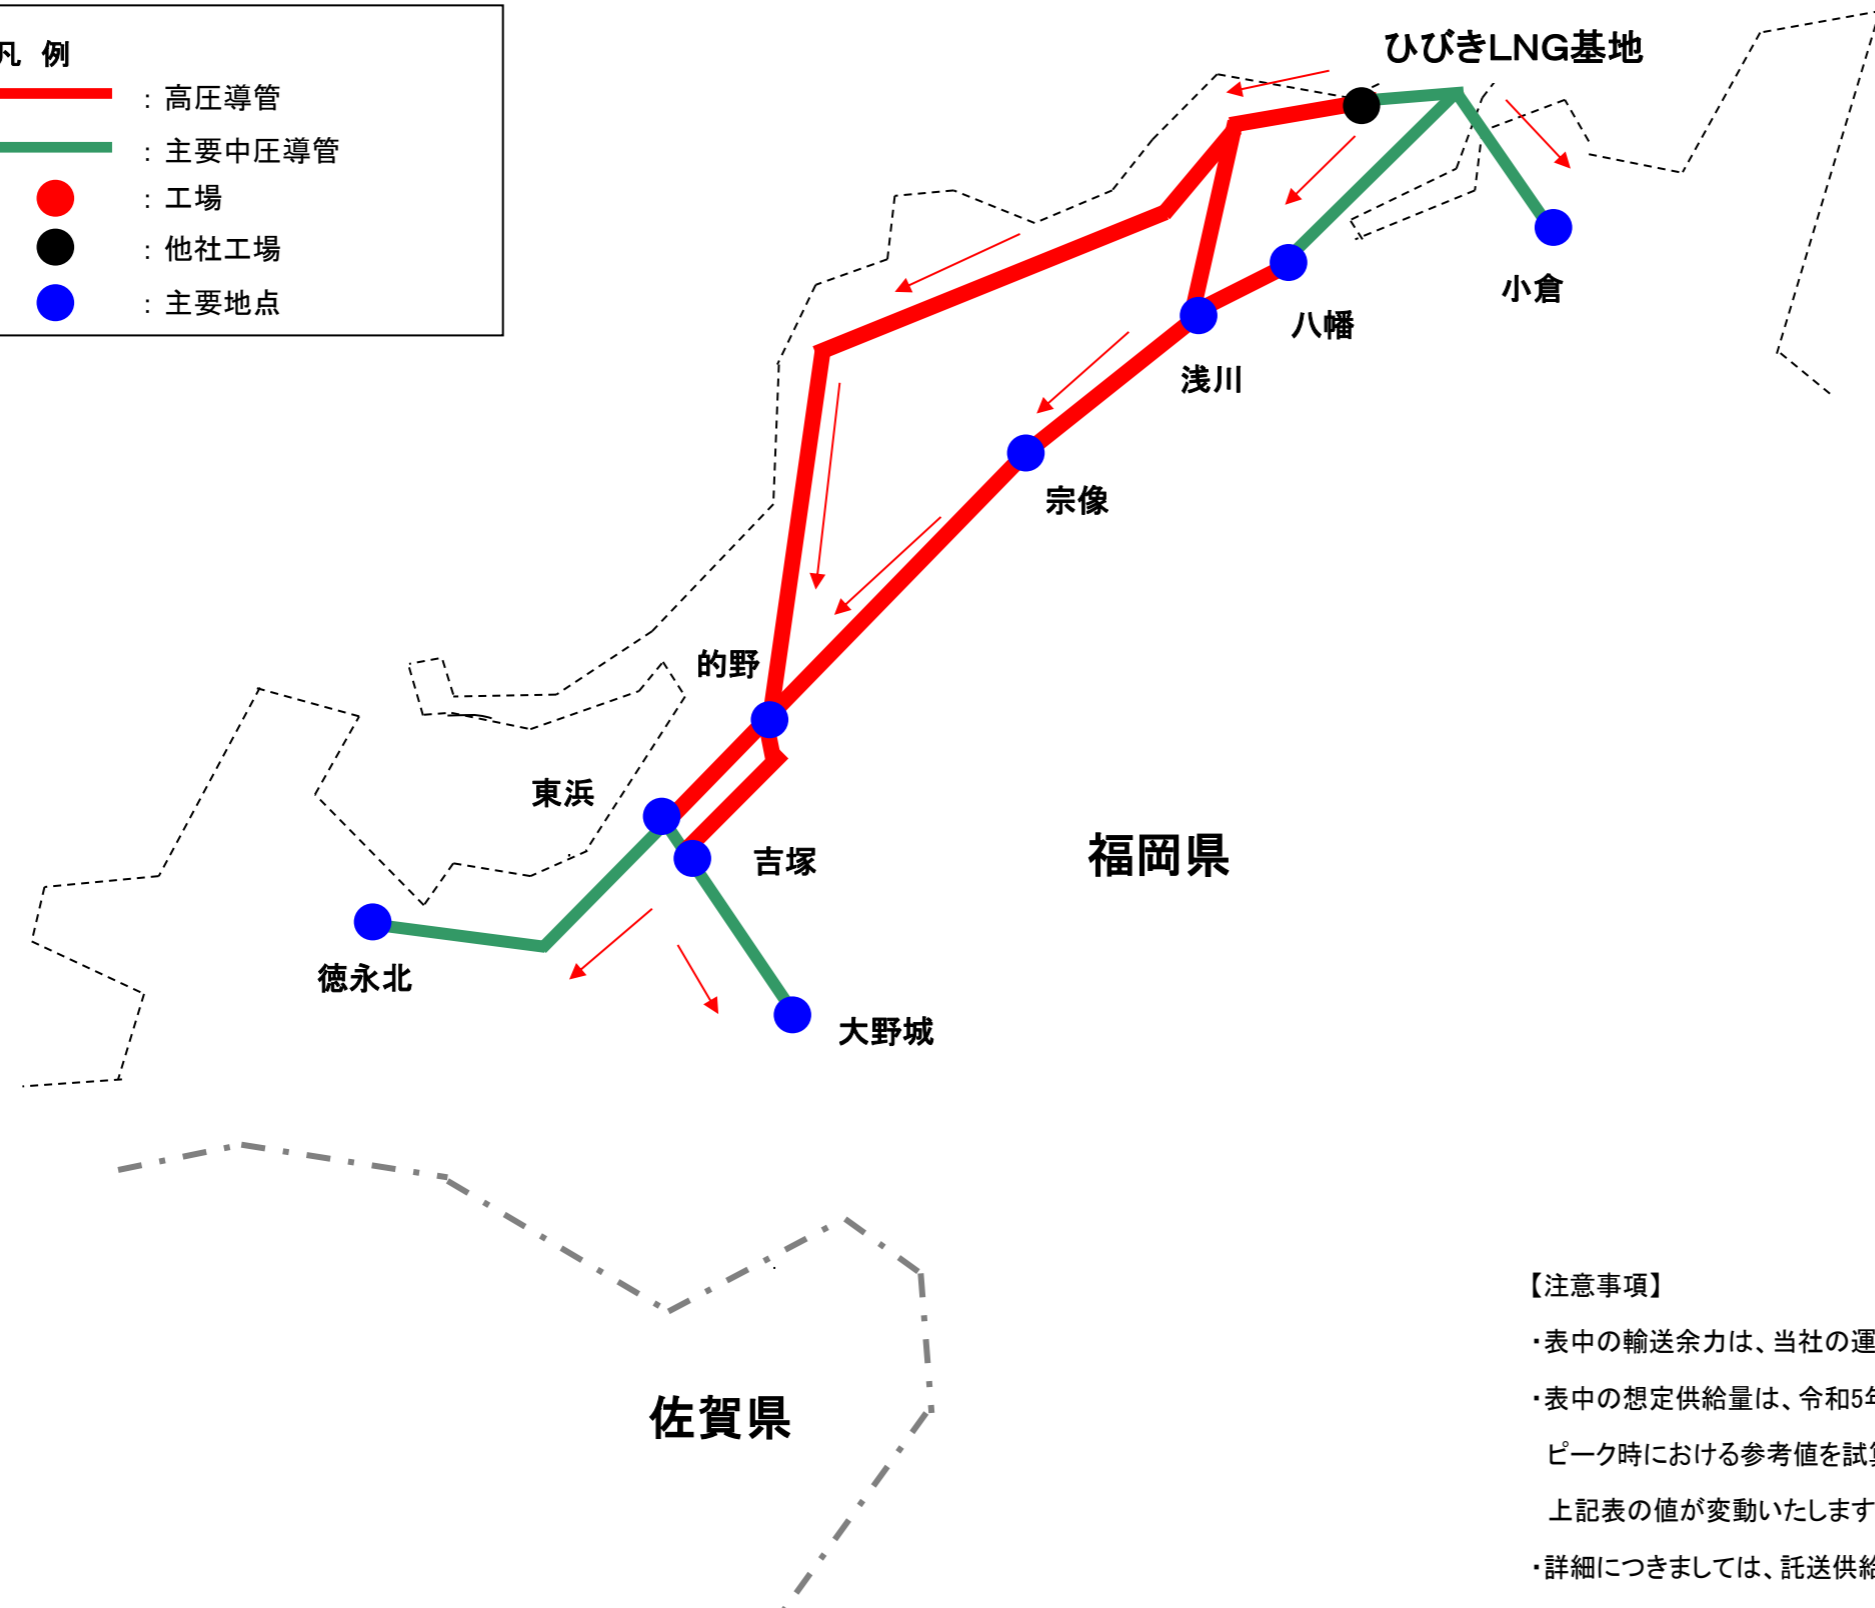 凡 例
：高圧導管
：主要中圧導管
：工場
：他社工場
：主要地点
ひびきLNG基地
小倉
八幡
浅川
宗像
的野
東浜
吉塚
福岡県
徳永北
大野城
佐賀県
【注意事項】
・表中の輸送余力は、当社の運
・表中の想定供給量は、令和5年
ピーク時における参考値を試算
上記表の値が変動いたします
・詳細につきましては、託送供給